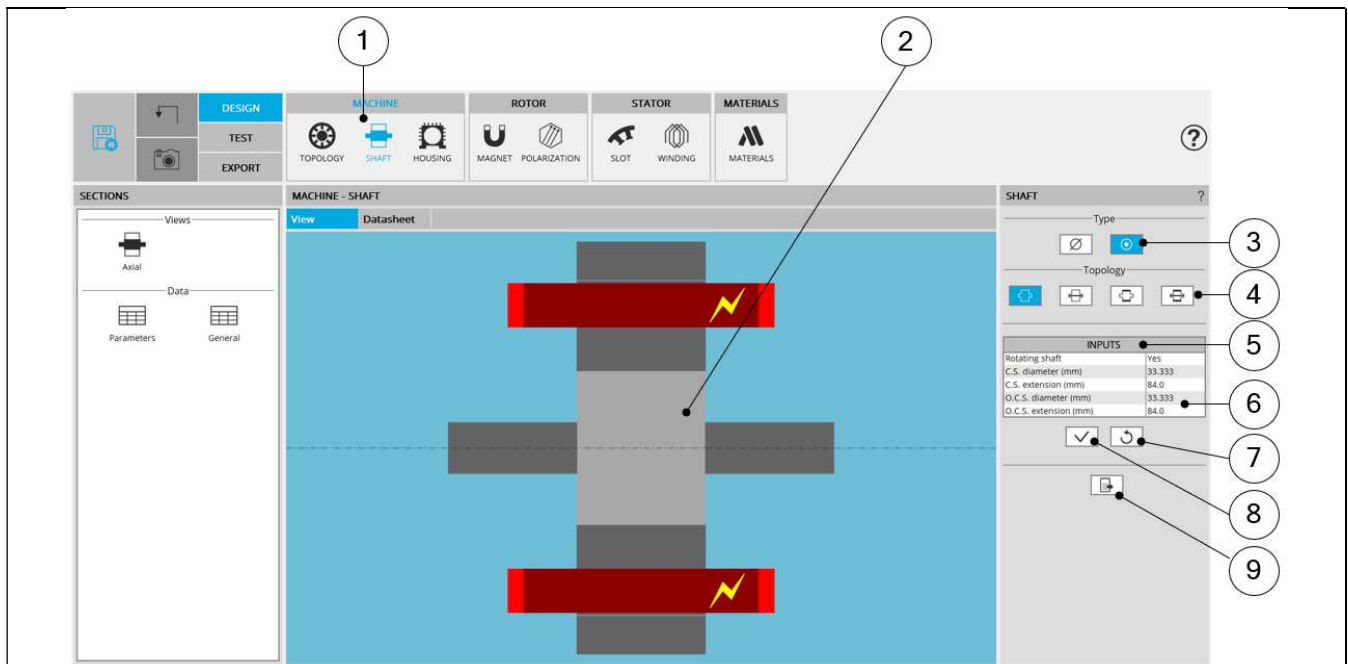 1
2
DESIGN
TEST
EXPORT
MACHINE
TOPOLOGY
SHAFT
HOUSING
ROTOR
MAGNET
POLARIZATION
STATOR
SLOT
WINDING
MATERIALS
MATERIALS
?
SECTIONS
Views
Axial
Data
Parameters
General
MACHINE - SHAFT
View
Datasheet
SHAFT
?
Type
3
Topology
4
INPUTS
5
Rotating shaft Yes
C.S. diameter (mm) 33.333
C.S. extension (mm) 84.0
O.C.S. diameter (mm) 33.333
O.C.S. extension (mm) 84.0
6
7
8
9